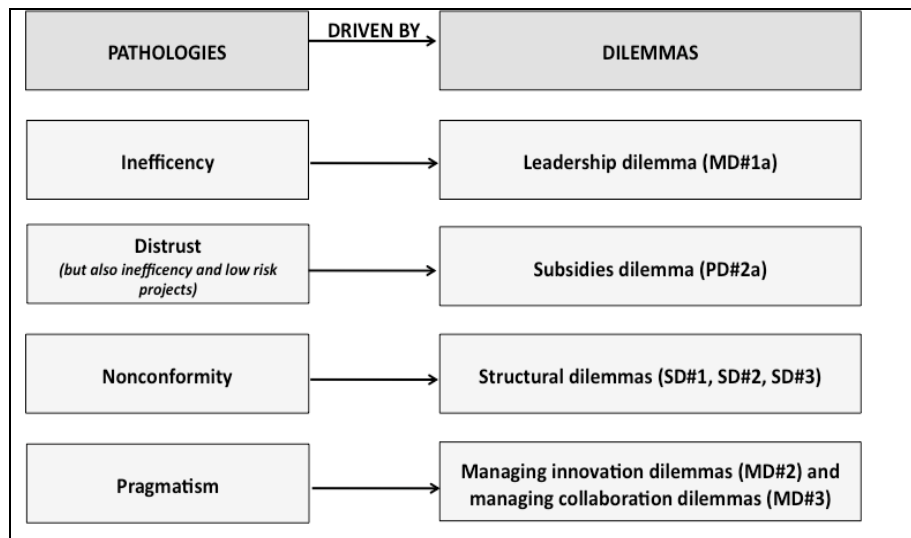 PATHOLOGIES
DRIVEN BY
DILEMMAS
Inefficency
Leadership dilemma (MD#1a)
Distrust
(but also inefficency and low risk
projects)
Subsidies dilemma (PD#2a)
Nonconformity
Structural dilemmas (SD#1, SD#2, SD#3)
Pragmatism
Managing innovation dilemmas (MD#2) and
managing collaboration dilemmas (MD#3)